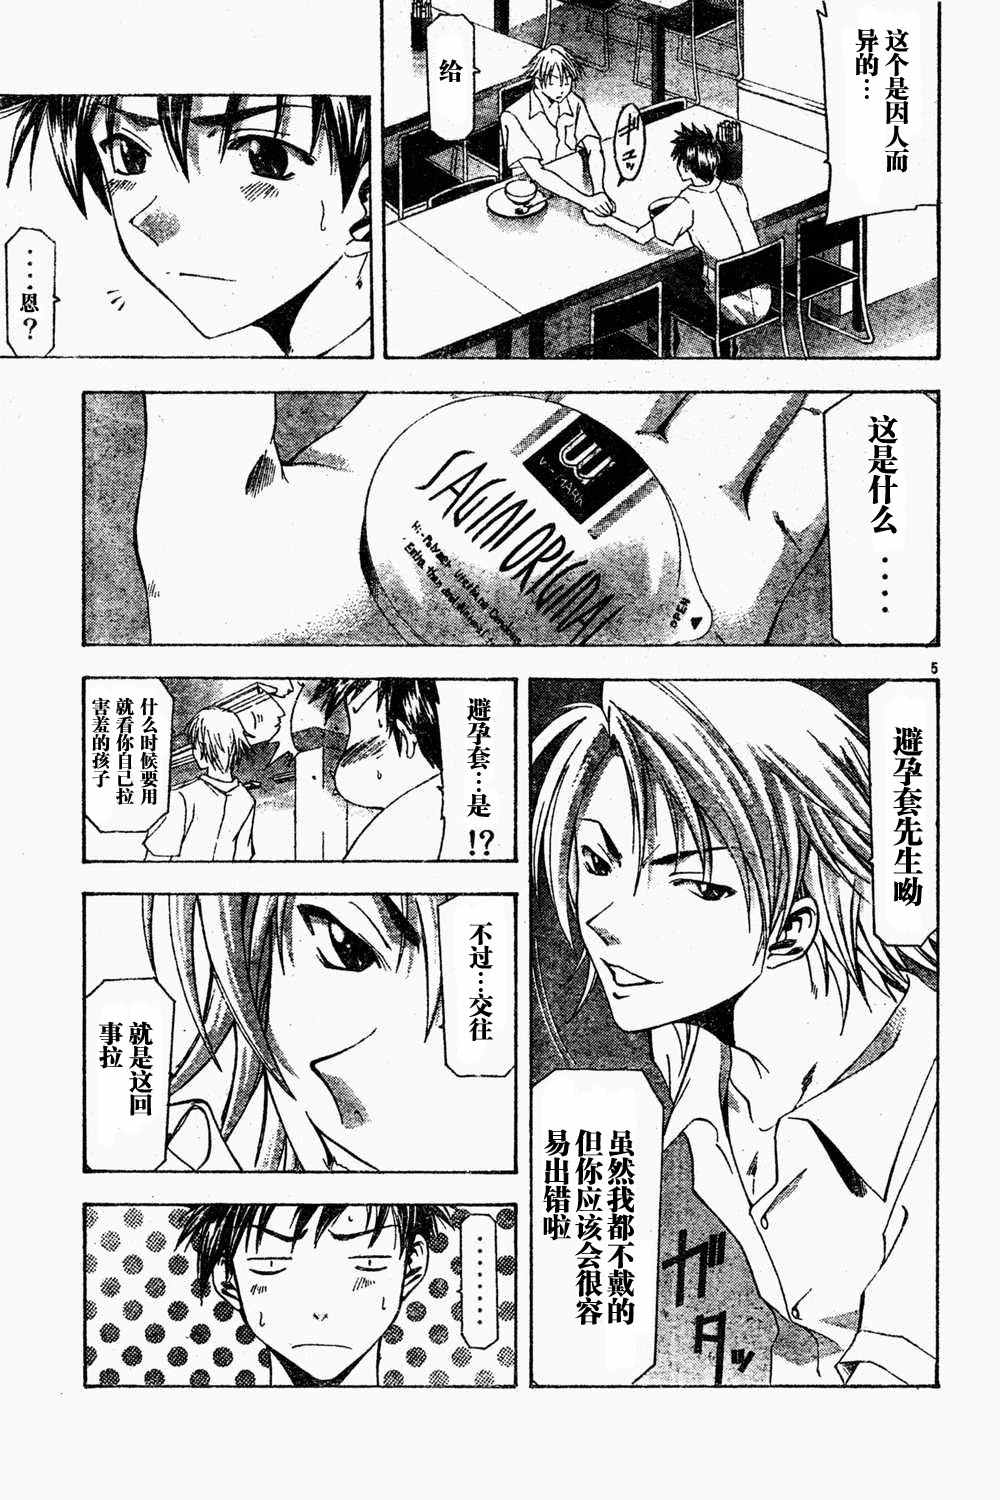 这个是因人而
异的…
给
ギュッ
‥‥恩？
这是什么
‥‥
SAGINI ORIGINAL
OPEN
5
避孕套先生呦
虽然我都不戴的
但你应该会很容
易出错啦
ガタッ
避孕套…是
!?
什么时候要用
就看你自己拉
害羞的孩子
不过…交往
就是这回
事拉
‥‥‥‥